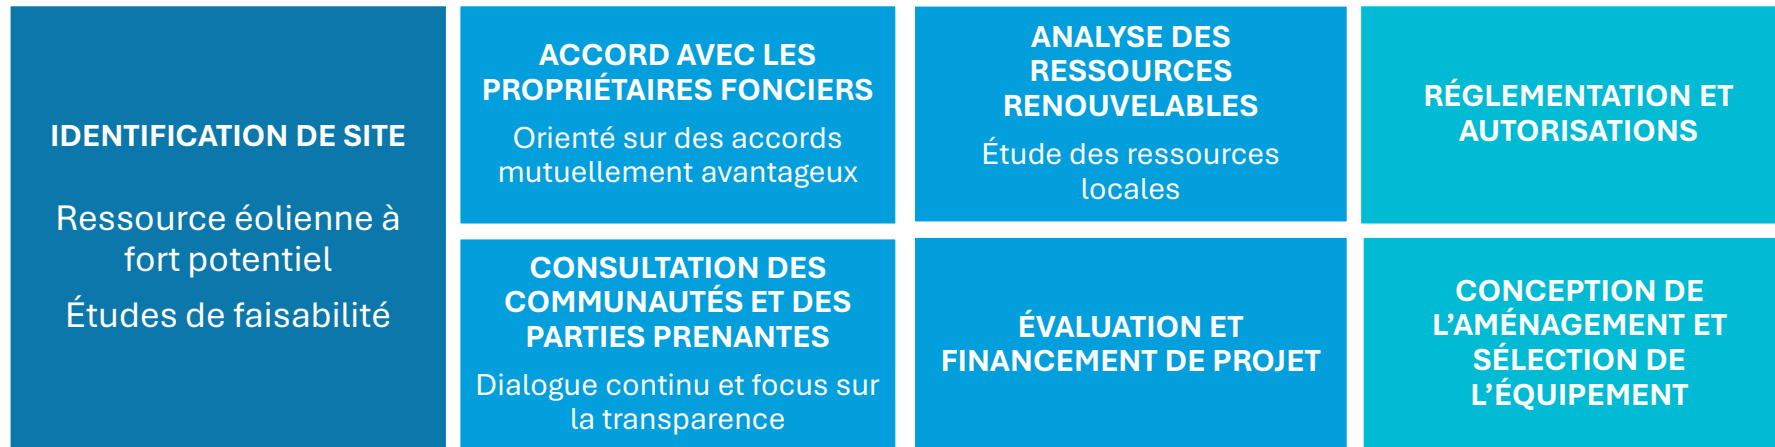 IDENTIFICATION DE SITE
Ressource éolienne à
fort potentiel
Études de faisabilité
ACCORD AVEC LES
PROPRIÉTAIRES FONCIERS
Orienté sur des accords
mutuellement avantageux
CONSULTATION DES
COMMUNAUTÉS ET DES
PARTIES PRENANTES
Dialogue continu et focus sur
la transparence
ANALYSE DES
RESSOURCES
RENOUVELABLES
Étude des ressources
locales
ÉVALUATION ET
FINANCEMENT DE PROJET
RÉGLEMENTATION ET
AUTORISATIONS
CONCEPTION DE
L’AMÉNAGEMENT ET
SÉLECTION DE
L’ÉQUIPEMENT